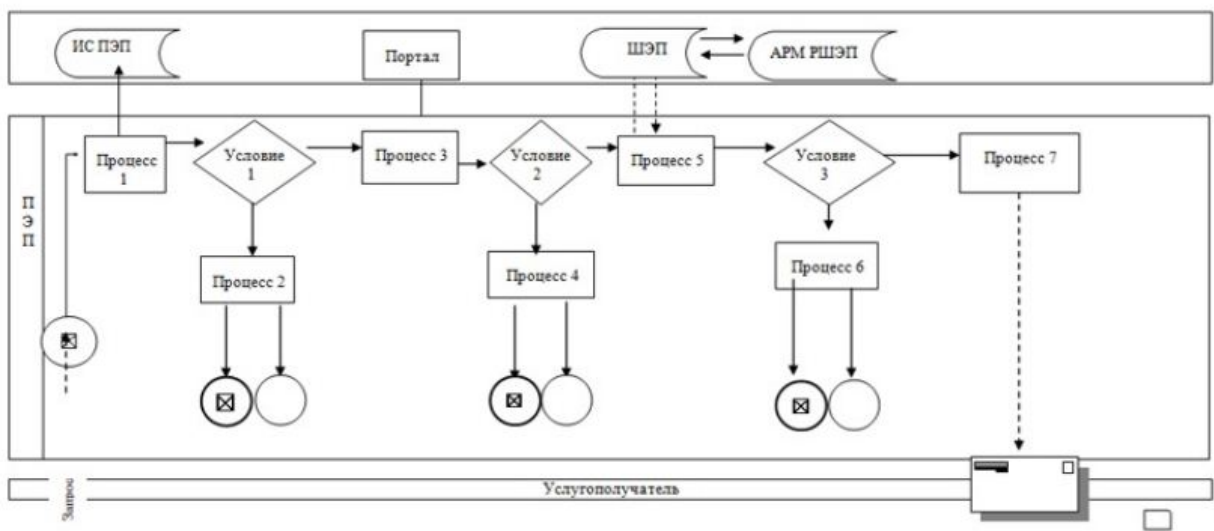 ИС ПЭП
Портал
ШЭП
АРМ РШЭП
П
Э
П
Процесс
1
Условие
1
Процесс 3
Условие
2
Процесс 5
Условие
3
Процесс 7
Процесс 2
Процесс 4
Процесс 6
Запрос
Услугополучатель